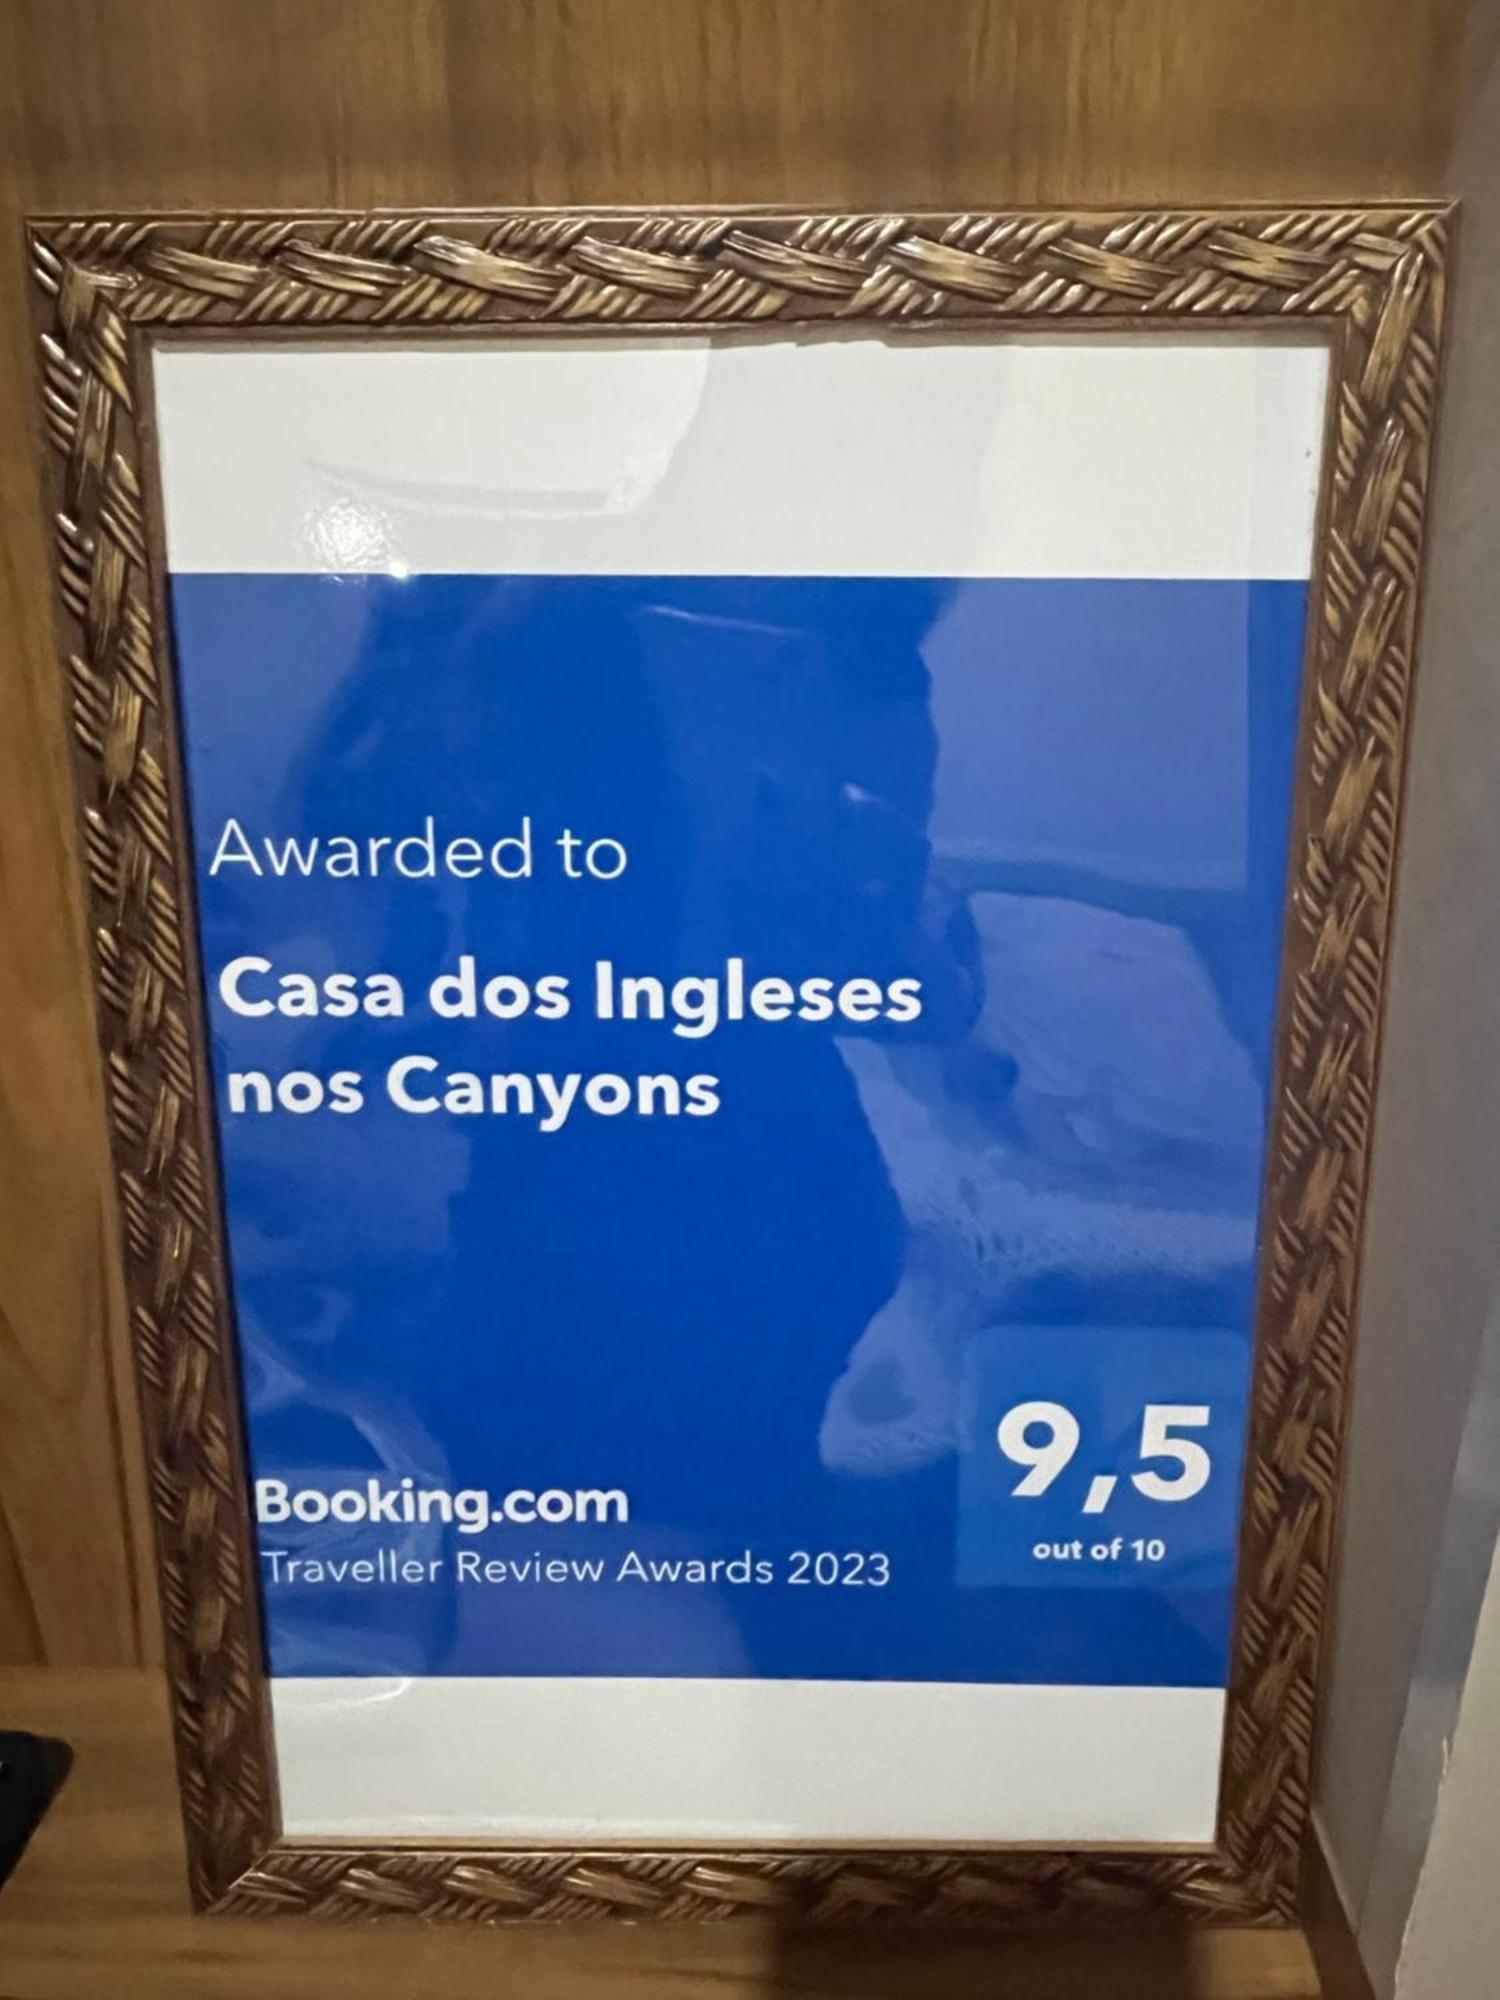 Awarded to
Casa dos Ingleses
nos Canyons
Booking.com
Traveller Review Awards 2023
9,5
out of 10